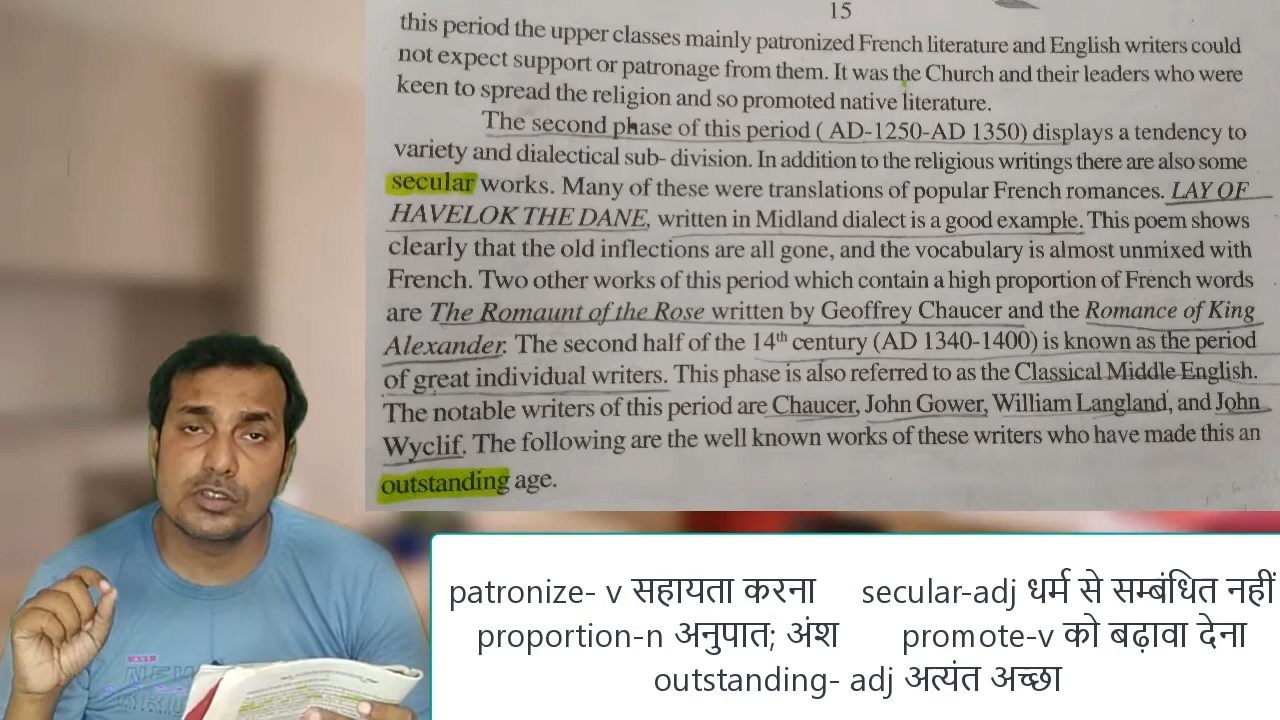 15
this period the upper classes mainly patronized French literature and English writers could
not expect support or patronage from them. It was the Church and their leaders who were
keen to spread the religion and so promoted native literature.
The second phase of this period ( AD-1250-AD 1350) displays a tendency to
variety and dialectical sub- division. In addition to the religious writings there are also some
secular works. Many of these were translations of popular French romances. LAY OF
HAVELOK THE DANE, written in Midland dialect is a good example. This poem shows
clearly that the old inflections are all gone, and the vocabulary is almost unmixed with
French. Two other works of this period which contain a high proportion of French words
are The Romaunt of the Rose written by Geoffrey Chaucer and the Romance of King
Alexander. The second half of the 14th century (AD 1340-1400) is known as the period
of great individual writers. This phase is also referred to as the Classical Middle English.
The notable writers of this period are Chaucer, John Gower, William Langland, and John
Wyclif. The following are the well known works of these writers who have made this an
outstanding age.
patronize- v सहायता करना secular-adj धर्म से सम्बंधित नहीं
proportion-n अनुपात; अंश promote-v को बढ़ावा देना
outstanding- adj अत्यंत अच्छा